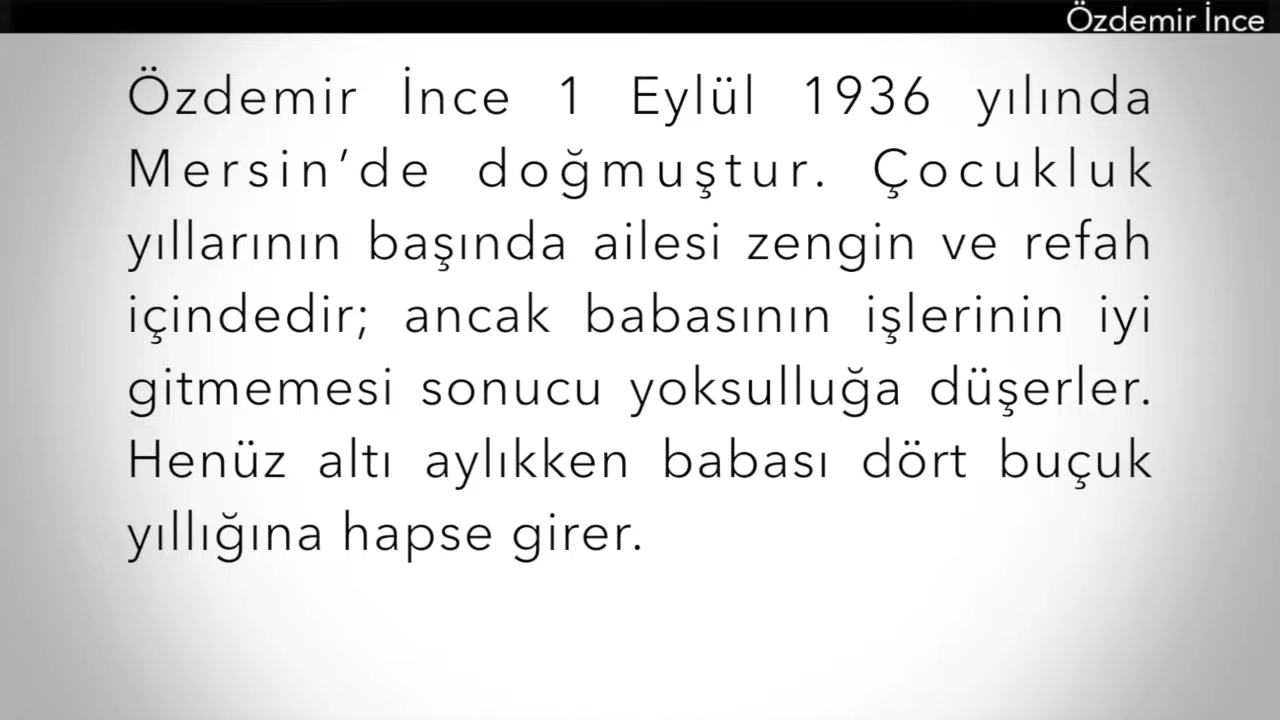 Özdemir İnce
Özdemir İnce 1 Eylül 1936 yılında
Mersin’de doğmuştur. Çocukluk
yıllarının başında ailesi zengin ve refah
içindedir; ancak babasının işlerinin iyi
gitmemesi sonucu yoksulluğa düşerler.
Henüz altı aylıkken babası dört buçuk
yıllığına hapse girer.